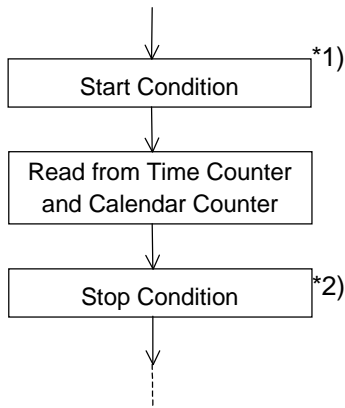 *1)
Start Condition
Read from Time Counter
and Calendar Counter
*2)
Stop Condition